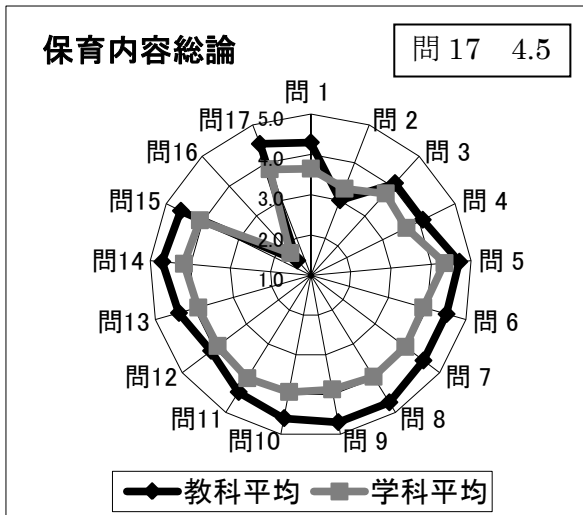 保育内容総論
問 17 4.5
問 1
問 2
問 3
問 4
問 5
問 6
問 7
問 8
問 9
問10
問11
問12
問13
問14
問15
問16
問17
5.0
4.0
3.0
2.0
1.0
教科平均 学科平均